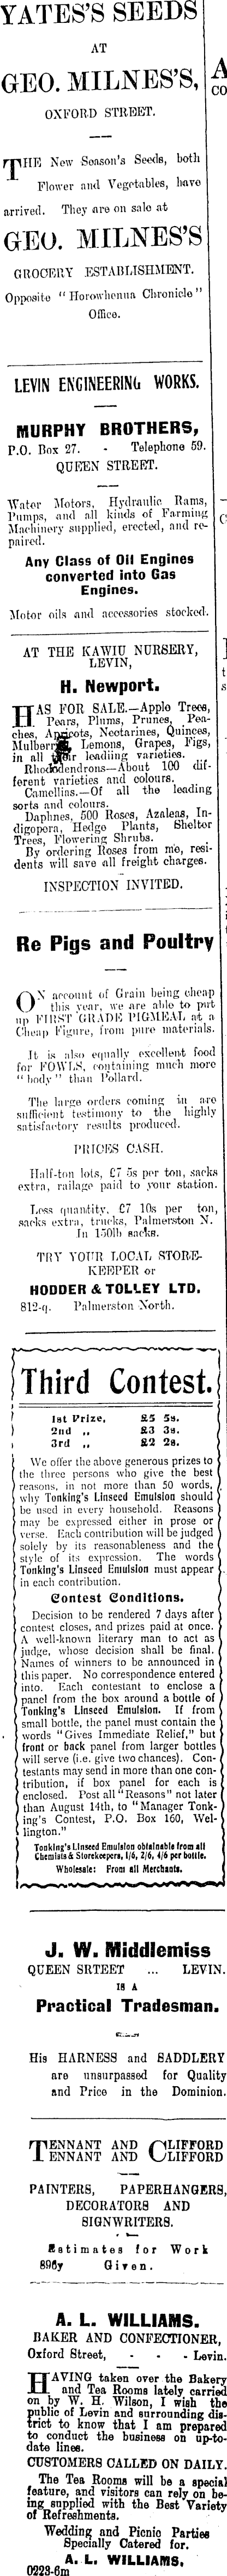 YATES'S SEEDS
AT
GEO. MILNES'S,
OXFORD STREET.
THE New Season's Seeds, both
Flower and Vegetables, have
arrived. They are on sale at
GEO. MILNES'S
GROCERY ESTABLISHMENT.
Opposite "Horowhenua Chronicle"
Office.
LEVIN ENGINEERING WORKS.
MURPHY BROTHERS,
P.O. Box 27. - Telephone 59.
QUEEN STREET.
Water Motors, Hydraulic Rams,
Pumps, and all kinds of Farming
Machinery supplied, erected, and re-
paired.
Any Class of Oil Engines
converted into Gas
Engines.
Motor oils and accessories stocked.
AT THE KAWIU NURSERY,
LEVIN,
H. Newport.
HAS FOR SALE.—Apple Trees,
Pears, Plums, Prunes, Pea-
ches, Apricots, Nectarines, Quinces,
Lemons, Grapes, Figs,
in all leading varieties.
Rhododendrons—About 100 dif-
ferent varieties and colours.
Camellias.—Of all the leading
sorts and colours.
Daphnes, 500 Roses, Azaleas, In-
digopera, Hedge Plants, Shelter
Trees, Flowering Shrubs.
By ordering Roses from me, resi-
dents will save all freight charges.
INSPECTION INVITED.
Re Pigs and Poultry
ON account of Grain being cheap
this year, we are able to put
up FIRST GRADE PIGMEAL at a
Cheap Figure, from pure materials.
It is also equally excellent food
for FOWLS, containing much more
"body" than Pollard.
The large orders coming in are
sufficient testimony to the highly
satisfactory results produced.
PRICES CASH.
Half-ton lots, £7 5s per ton, sacks
extra, railage paid to your station.
Less quantity, £7 10s per ton,
sacks extra, trucks, Palmerston N.
In 150lb sacks.
TRY YOUR LOCAL STORE-
KEEPER or
HODDER & TOLLEY LTD.
812-q. Palmerston North.
Third Contest.
1st Prize, £5 5s.
2nd ,, £3 3s.
3rd ,, £2 2s.
We offer the above generous prizes to
the three persons who give the best
reasons, in not more than 50 words,
why Tonking's Linseed Emulsion should
be used in every household. Reasons
may be expressed either in prose or
verse. Each contribution will be judged
solely by its reasonableness and the
style of its expression. The words
Tonking's Linseed Emulsion must appear
in each contribution.
Contest Conditions.
Decision to be rendered 7 days after
contest closes, and prizes paid at once.
A well-known literary man to act as
judge, whose decision shall be final.
Names of winners to be announced in
this paper. No correspondence entered
into. Each contestant to enclose a
panel from the box around a bottle of
Tonking's Linseed Emulsion. If from
small bottle, the panel must contain the
words "Gives Immediate Relief," but
front or back panel from larger bottles
will serve (i.e. give two chances). Con-
testants may send in more than one con-
tribution, if box panel for each is
enclosed. Post all "Reasons" not later
than August 14th, to "Manager Tonk-
ing's Contest, P.O. Box 160, Wel-
lington."
Tonking's Linseed Emulsion obtainable from all
Chemists & Storekeepers, 1/6, 2/6, 4/6 per bottle.
Wholesale: From all Merchants.
J. W. Middlemiss
QUEEN SRTEET ... LEVIN.
IS A
Practical Tradesman.
His HARNESS and SADDLERY
are unsurpassed for Quality
and Price in the Dominion.
TENNANT AND CLIFFORD
TENNANT AND CLIFFORD
PAINTERS, PAPERHANGERS,
DECORATORS AND
SIGNWRITERS.
Estimates for Work
896y Given.
A. L. WILLIAMS.
BAKER AND CONFECTIONER,
Oxford Street, - - - Levin.
HAVING taken over the Bakery
and Tea Rooms lately carried
on by W. H. Wilson, I wish the
public of Levin and surrounding dis-
trict to know that I am prepared
to conduct the business on up-to-
date lines.
CUSTOMERS CALLED ON DAILY.
The Tea Rooms will be a special
feature, and visitors can rely on be-
ing supplied with the Best Variety
of Refreshments.
Wedding and Picnic Parties
Specially Catered for.
A. L. WILLIAMS,
0223-6m